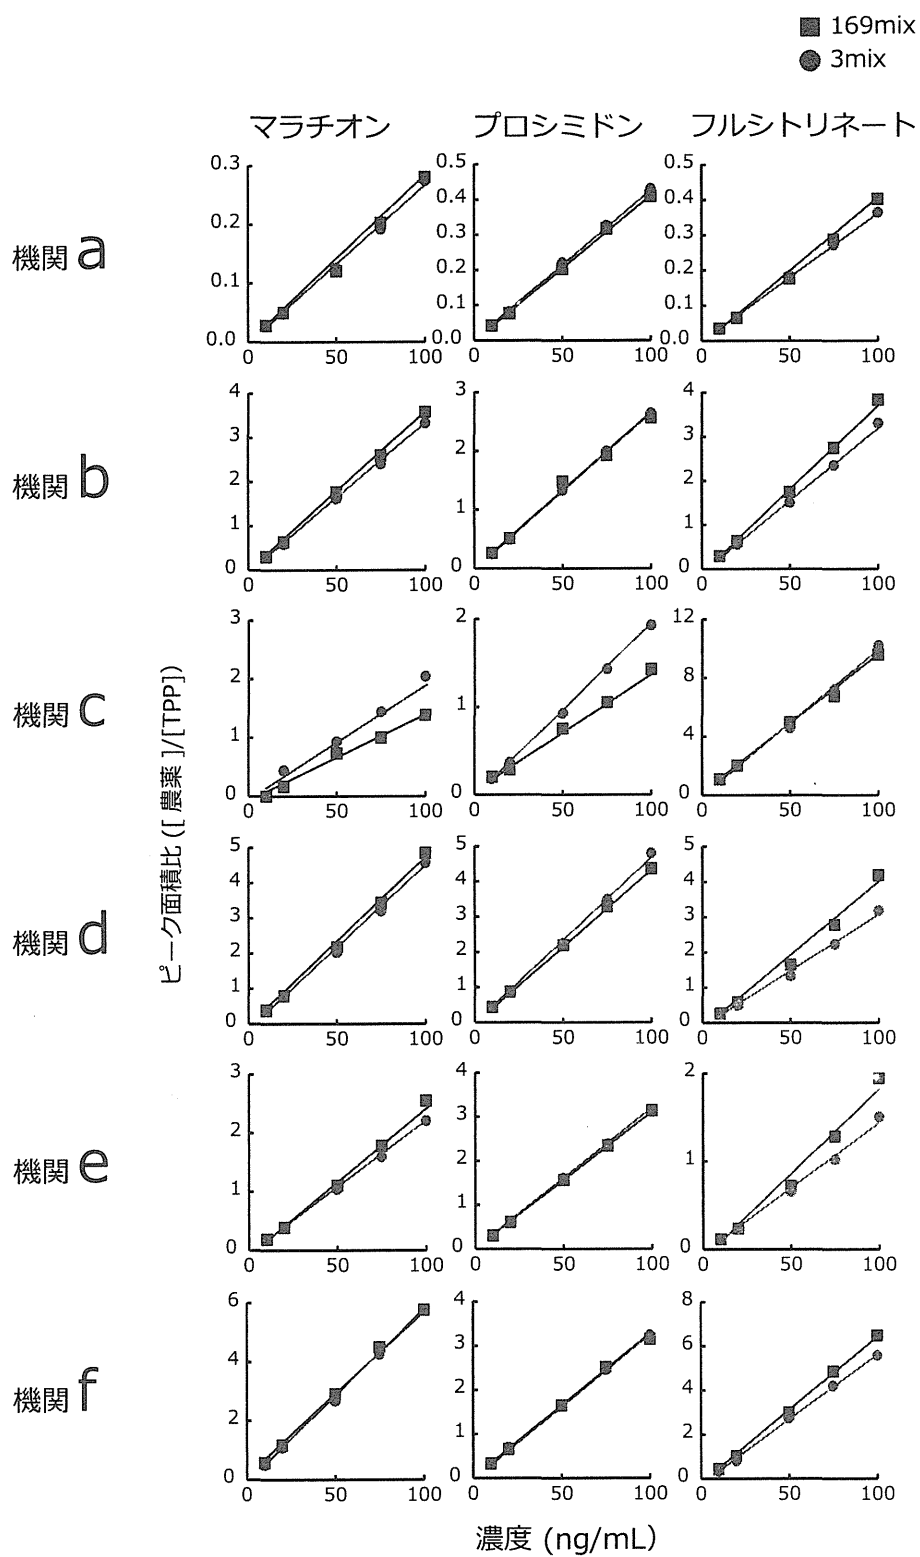 169mix
3mix
マラチオン プロシミドン フルシトリネート
機関 a
0.3 0.2 0.1 0.0 0 50 100
0.5 0.4 0.3 0.2 0.1 0.0 0 50 100
0.5 0.4 0.3 0.2 0.1 0.0 0 50 100
機関 b
4 3 2 1 0 0 50 100
3 2 1 0 0 50 100
4 3 2 1 0 0 50 100
機関 c
3 2 1 0 0 50 100
2 1 0 0 50 100
12 8 4 0 0 50 100
ピーク面積比 ([ 農薬 ]/[TPP])
機関 d
5 4 3 2 1 0 0 50 100
5 4 3 2 1 0 0 50 100
5 4 3 2 1 0 0 50 100
機関 e
3 2 1 0 0 50 100
4 3 2 1 0 0 50 100
2 1 0 0 50 100
機関 f
6 4 2 0 0 50 100
4 3 2 1 0 0 50 100
8 6 4 2 0 0 50 100
濃度 (ng/mL)